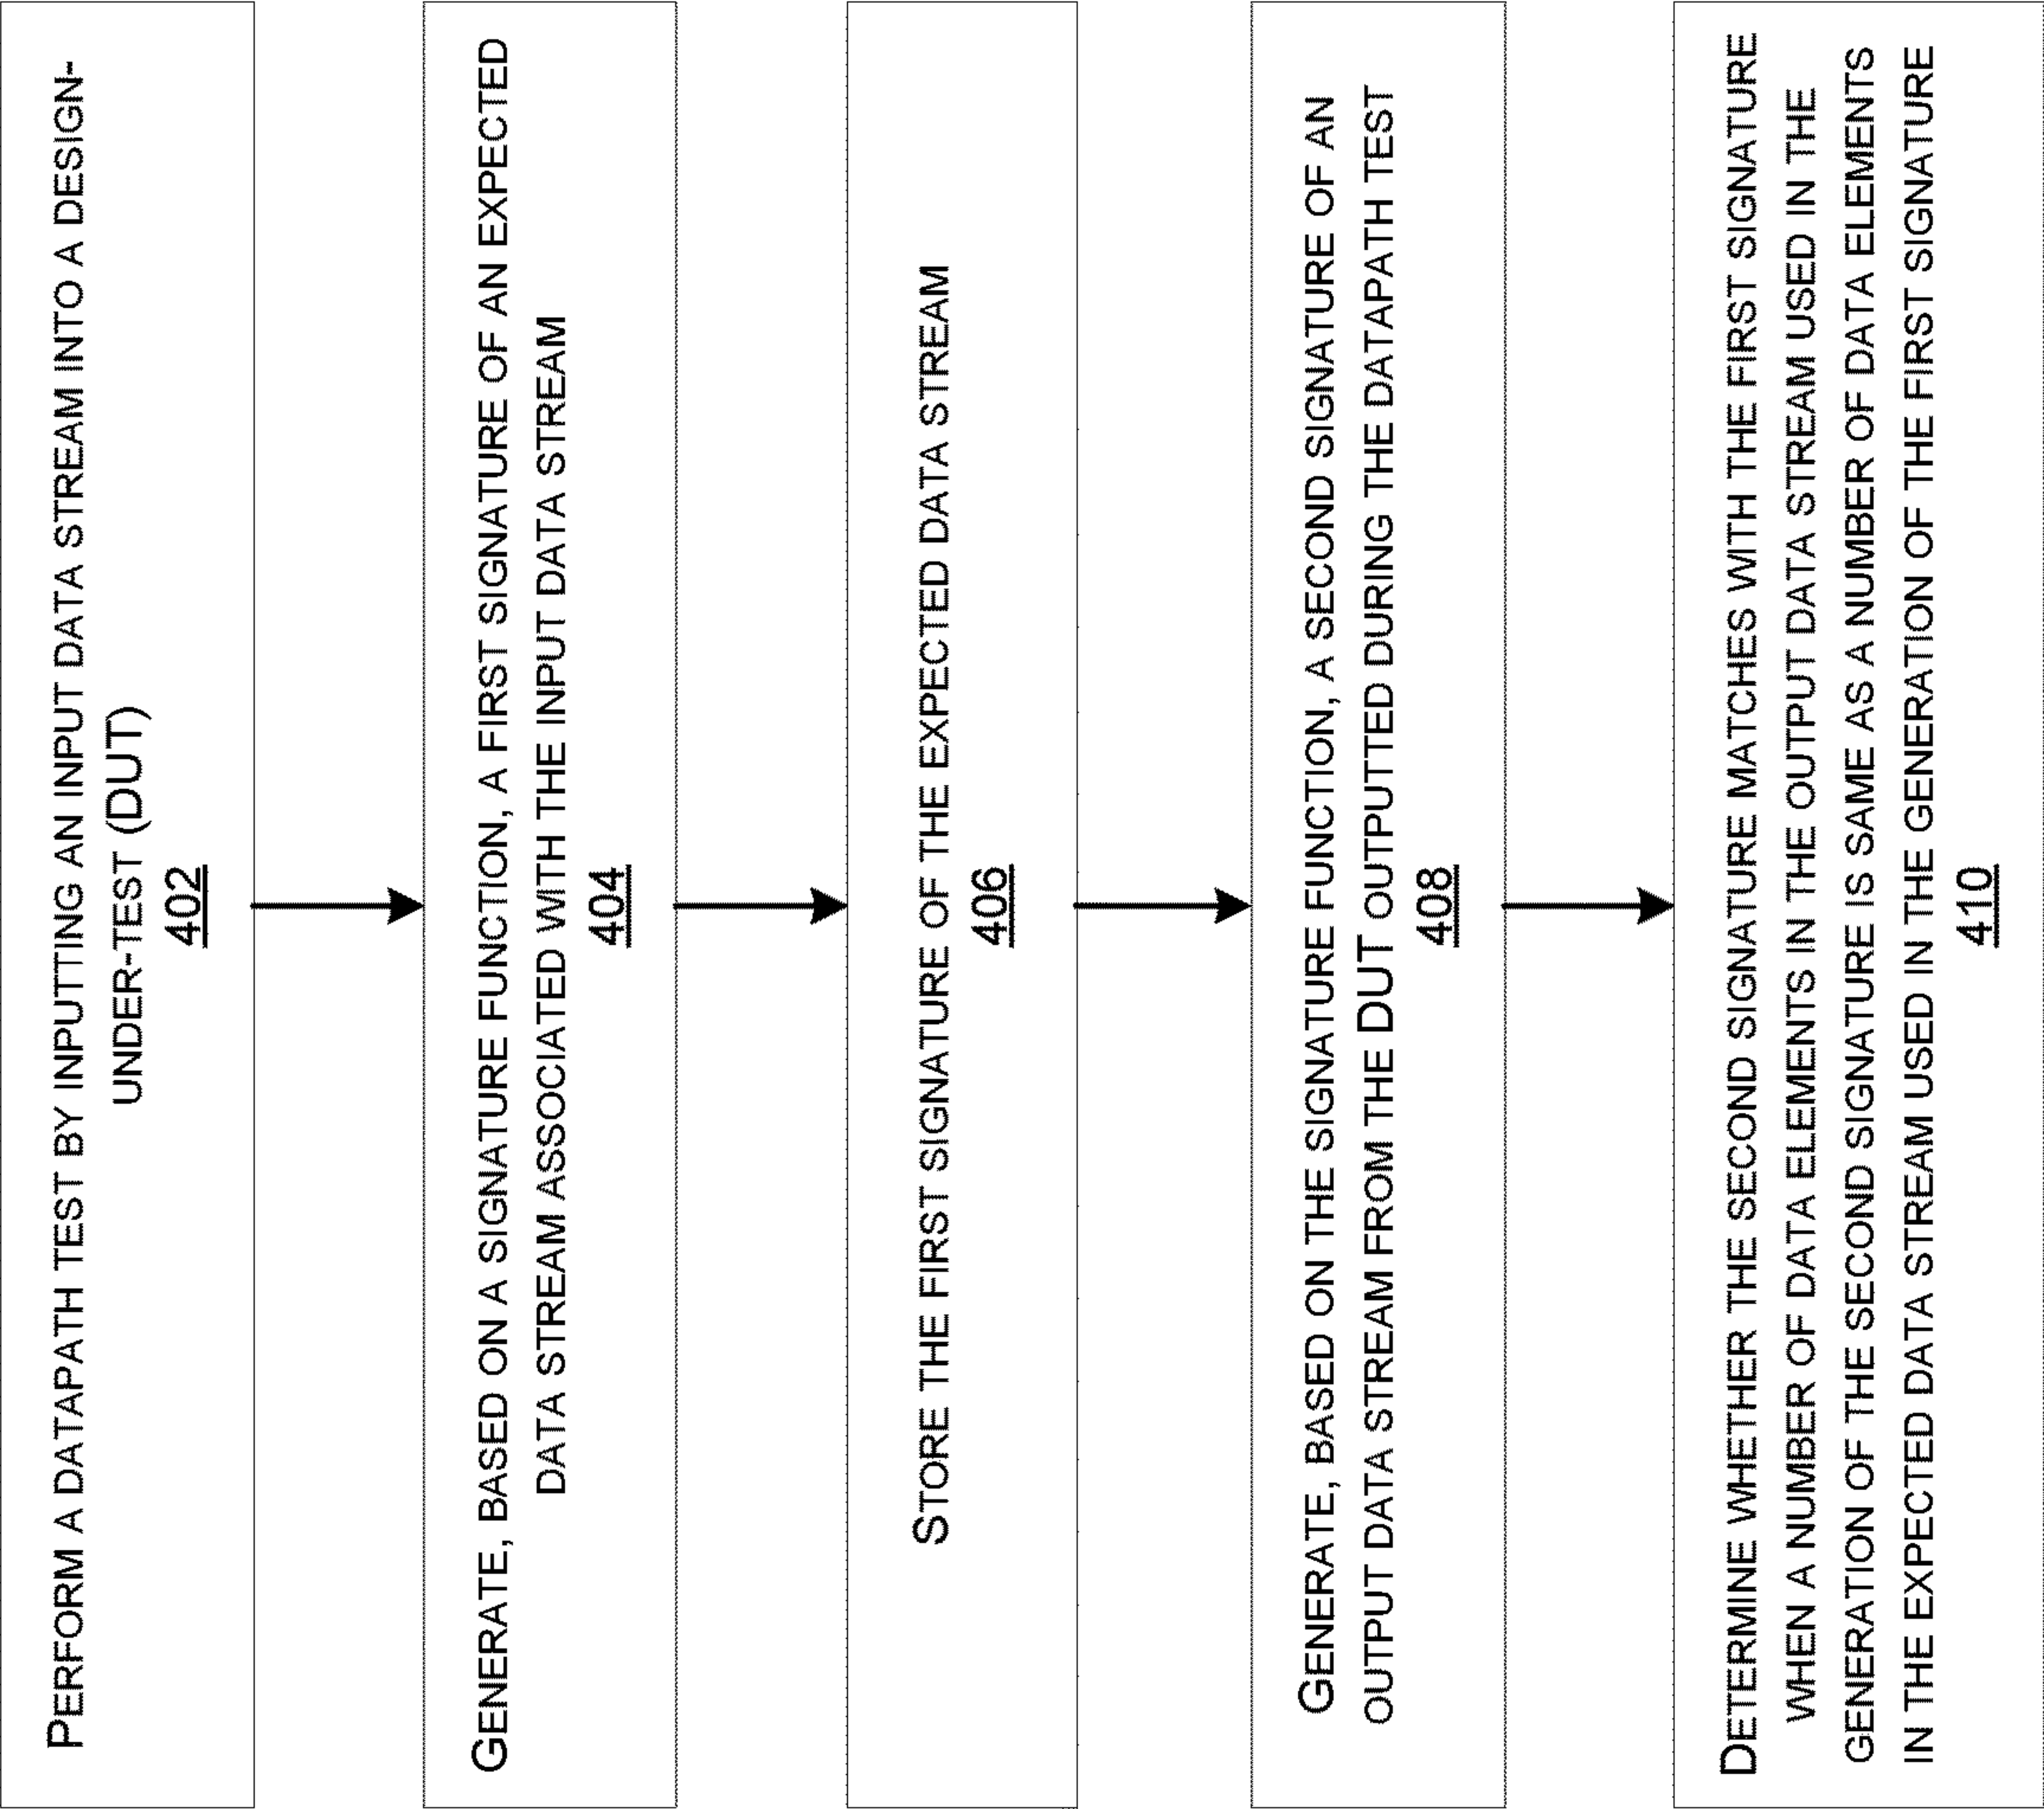 PERFORM A DATAPATH TEST BY INPUTTING AN INPUT DATA STREAM INTO A DESIGN-
UNDER-TEST (DUT)
402
GENERATE, BASED ON A SIGNATURE FUNCTION, A FIRST SIGNATURE OF AN EXPECTED
DATA STREAM ASSOCIATED WITH THE INPUT DATA STREAM
404
STORE THE FIRST SIGNATURE OF THE EXPECTED DATA STREAM
406
GENERATE, BASED ON THE SIGNATURE FUNCTION, A SECOND SIGNATURE OF AN
OUTPUT DATA STREAM FROM THE DUT OUTPUTTED DURING THE DATAPATH TEST
408
DETERMINE WHETHER THE SECOND SIGNATURE MATCHES WITH THE FIRST SIGNATURE
WHEN A NUMBER OF DATA ELEMENTS IN THE OUTPUT DATA STREAM USED IN THE
GENERATION OF THE SECOND SIGNATURE IS SAME AS A NUMBER OF DATA ELEMENTS
IN THE EXPECTED DATA STREAM USED IN THE GENERATION OF THE FIRST SIGNATURE
410